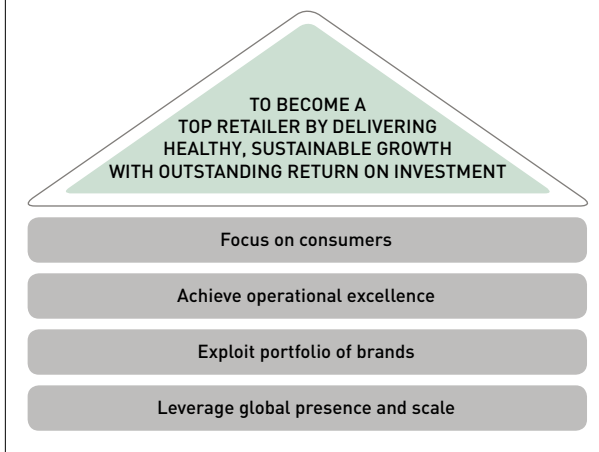 TO BECOME A
TOP RETAILER BY DELIVERING
HEALTHY, SUSTAINABLE GROWTH
WITH OUTSTANDING RETURN ON INVESTMENT
Focus on consumers
Achieve operational excellence
Exploit portfolio of brands
Leverage global presence and scale